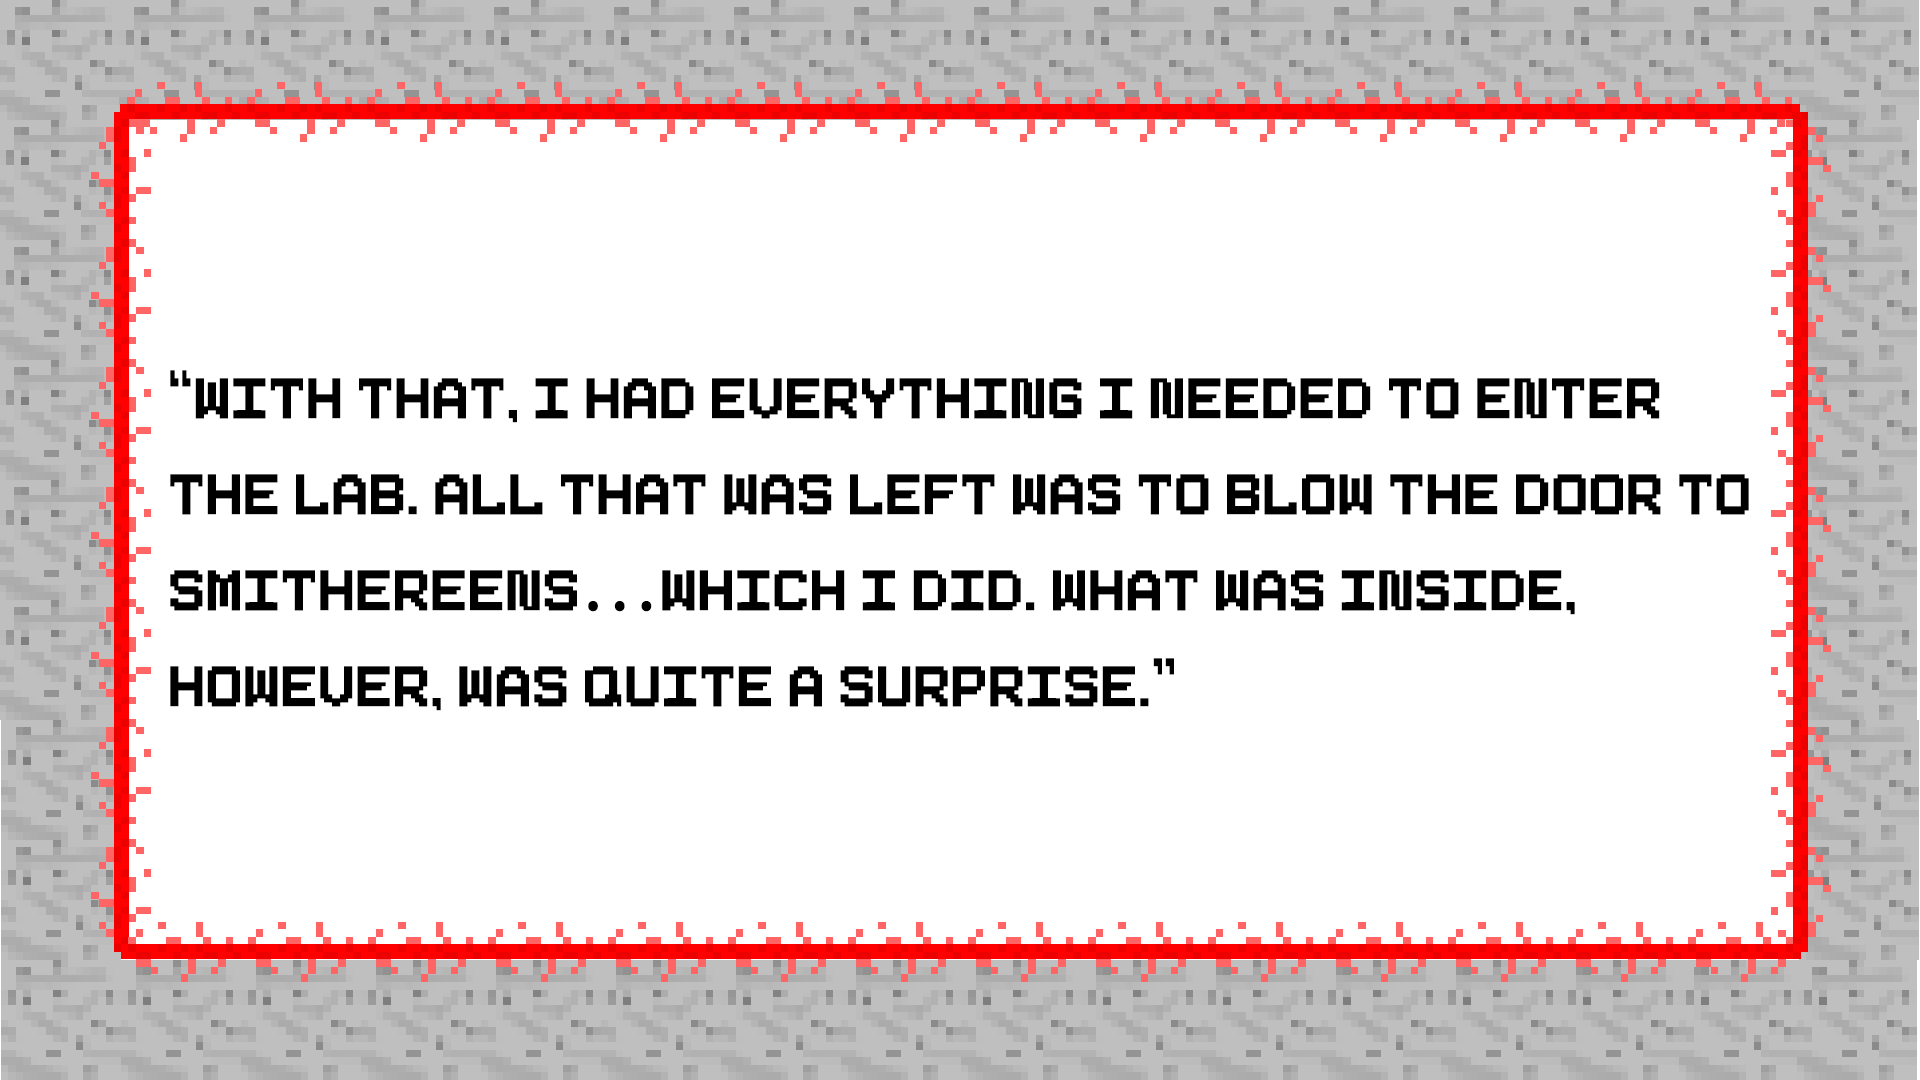 “WITH THAT, I HAD EVERYTHING I NEEDED TO ENTER
THE LAB. ALL THAT WAS LEFT WAS TO BLOW THE DOOR TO
SMITHEREENS...WHICH I DID. WHAT WAS INSIDE,
HOWEVER, WAS QUITE A SURPRISE.”